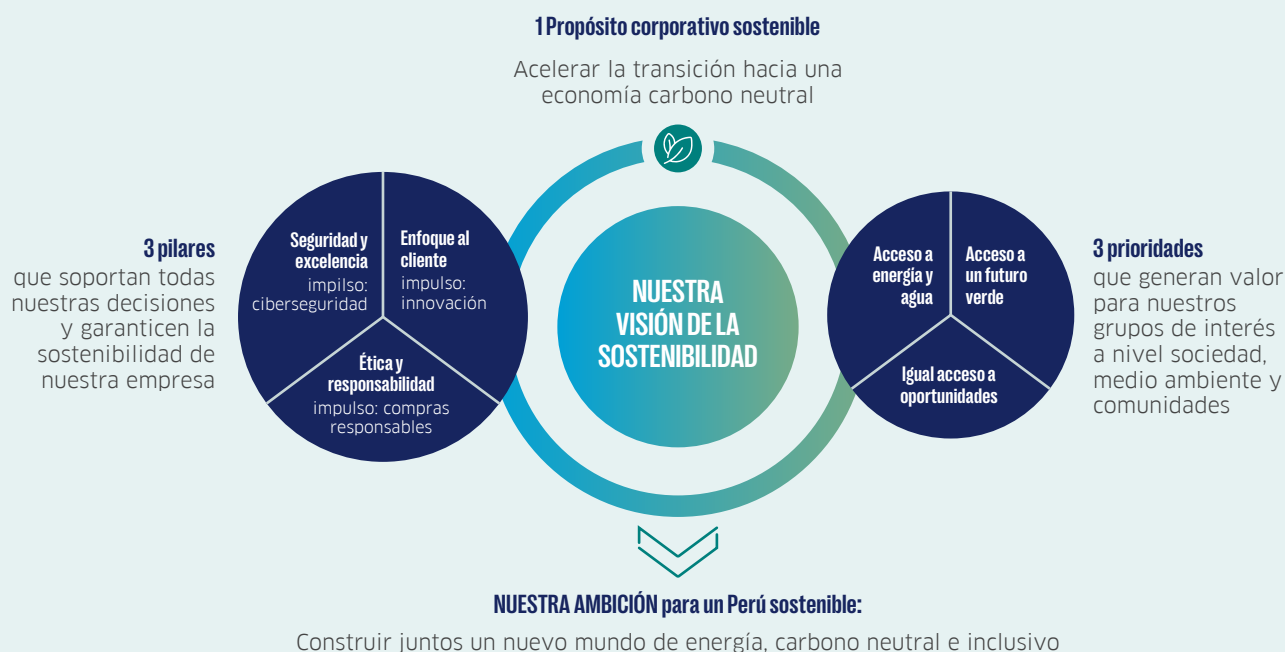 1 Propósito corporativo sostenible
Acelerar la transición hacia una
economía carbono neutral
3 pilares
que soportan todas
nuestras decisiones
y garanticen la
sostenibilidad de
nuestra empresa
Seguridad y
excelencia
impilso:
ciberseguridad
Enfoque al
cliente
impulso:
innovación
Ética y
responsabilidad
impulso: compras
responsables
NUESTRA
VISIÓN DE LA
SOSTENIBILIDAD
Acceso a
energía y
agua
Acceso a
un futuro
verde
Igual acceso a
oportunidades
3 prioridades
que generan valor
para nuestros
grupos de interés
a nivel sociedad,
medio ambiente y
comunidades
NUESTRA AMBICIÓN para un Perú sostenible:
Construir juntos un nuevo mundo de energía, carbono neutral e inclusivo